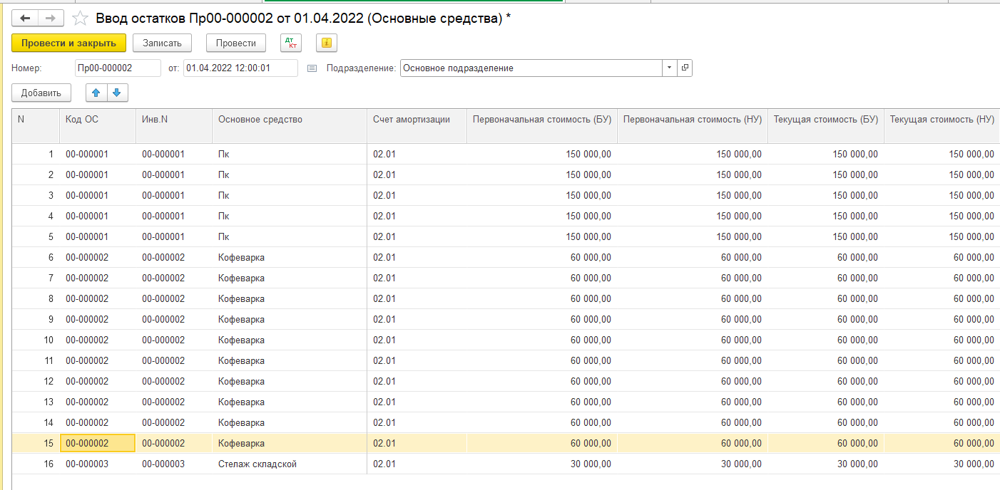 Ввод остатков Пр00-000002 от 01.04.2022 (Основные средства) *
Провести и закрыть Записать Провести Дт Кт
Номер: Пр00-000002 от: 01.04.2022 12:00:01 Подразделение: Основное подразделение
Добавить
N Код ОС Инв.N Основное средство Счет амортизации Первоначальная стоимость (БУ) Первоначальная стоимость (НУ) Текущая стоимость (БУ) Текущая стоимость (НУ)
1 00-000001 00-000001 Пк 02.01 150 000,00 150 000,00 150 000,00 150 000,00
2 00-000001 00-000001 Пк 02.01 150 000,00 150 000,00 150 000,00 150 000,00
3 00-000001 00-000001 Пк 02.01 150 000,00 150 000,00 150 000,00 150 000,00
4 00-000001 00-000001 Пк 02.01 150 000,00 150 000,00 150 000,00 150 000,00
5 00-000001 00-000001 Пк 02.01 150 000,00 150 000,00 150 000,00 150 000,00
6 00-000002 00-000002 Кофеварка 02.01 60 000,00 60 000,00 60 000,00 60 000,00
7 00-000002 00-000002 Кофеварка 02.01 60 000,00 60 000,00 60 000,00 60 000,00
8 00-000002 00-000002 Кофеварка 02.01 60 000,00 60 000,00 60 000,00 60 000,00
9 00-000002 00-000002 Кофеварка 02.01 60 000,00 60 000,00 60 000,00 60 000,00
10 00-000002 00-000002 Кофеварка 02.01 60 000,00 60 000,00 60 000,00 60 000,00
11 00-000002 00-000002 Кофеварка 02.01 60 000,00 60 000,00 60 000,00 60 000,00
12 00-000002 00-000002 Кофеварка 02.01 60 000,00 60 000,00 60 000,00 60 000,00
13 00-000002 00-000002 Кофеварка 02.01 60 000,00 60 000,00 60 000,00 60 000,00
14 00-000002 00-000002 Кофеварка 02.01 60 000,00 60 000,00 60 000,00 60 000,00
15 00-000002 00-000002 Кофеварка 02.01 60 000,00 60 000,00 60 000,00 60 000,00
16 00-000003 00-000003 Стелаж складской 02.01 30 000,00 30 000,00 30 000,00 30 000,00